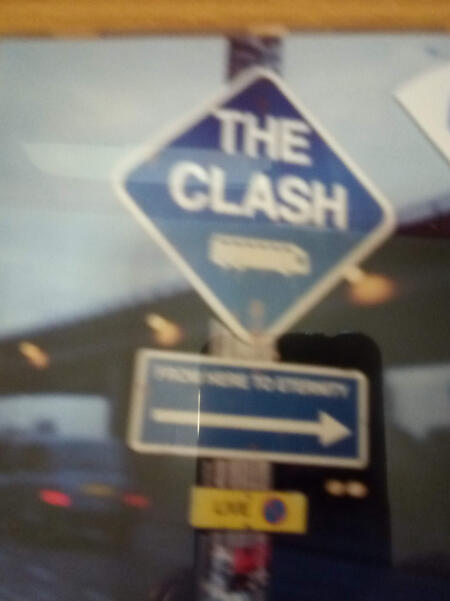 THE
CLASH
FROM HERE TO ETERNITY
LIVE